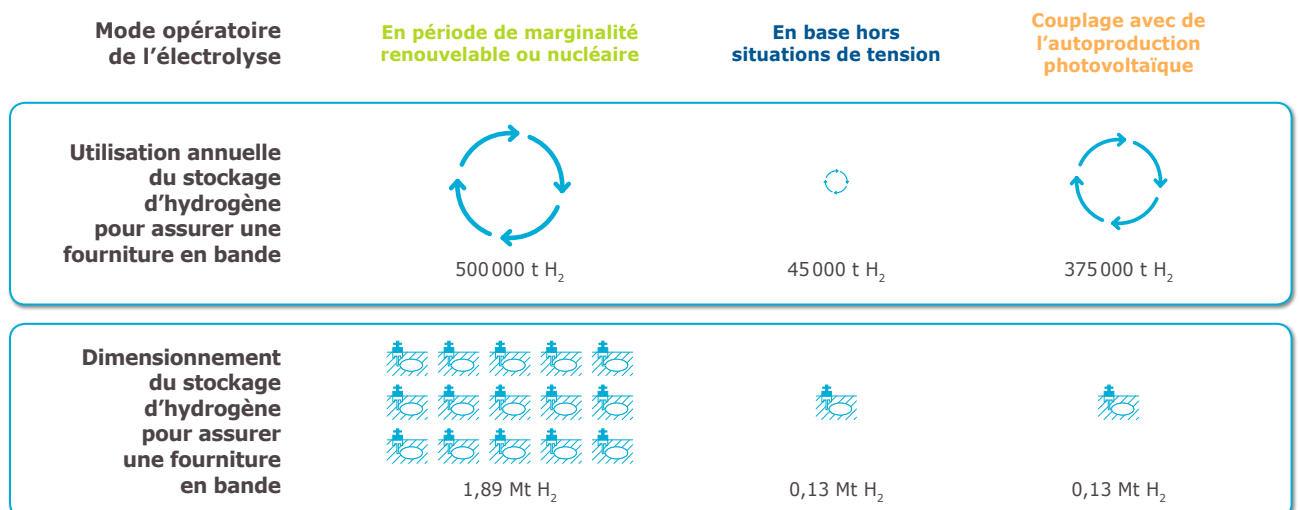 Mode opératoire
de l’électrolyse
En période de marginalité
renouvelable ou nucléaire
En base hors
situations de tension
Couplage avec de
l’autoproduction
photovoltaïque
Utilisation annuelle
du stockage
d’hydrogène
pour assurer une
fourniture en bande
500 000 t H₂
45 000 t H₂
375 000 t H₂
Dimensionnement
du stockage
d’hydrogène
pour assurer
une fourniture
en bande
1,89 Mt H₂
0,13 Mt H₂
0,13 Mt H₂